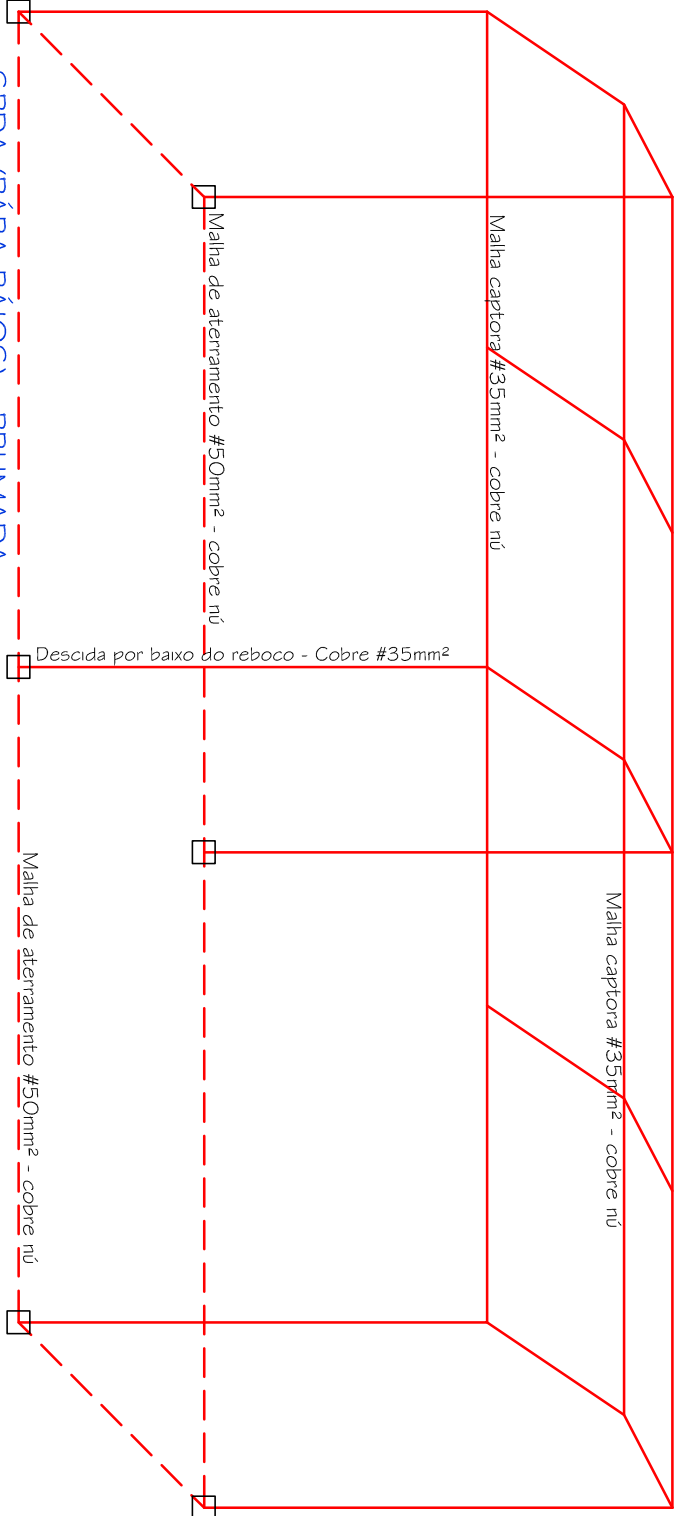 Malha captora #35mm² - cobre nú
Malha captora #35mm² - cobre nú
Descida por baixo do reboco - Cobre #35mm²
Malha de aterramento #50mm² - cobre nú
Malha de aterramento #50mm² - cobre nú